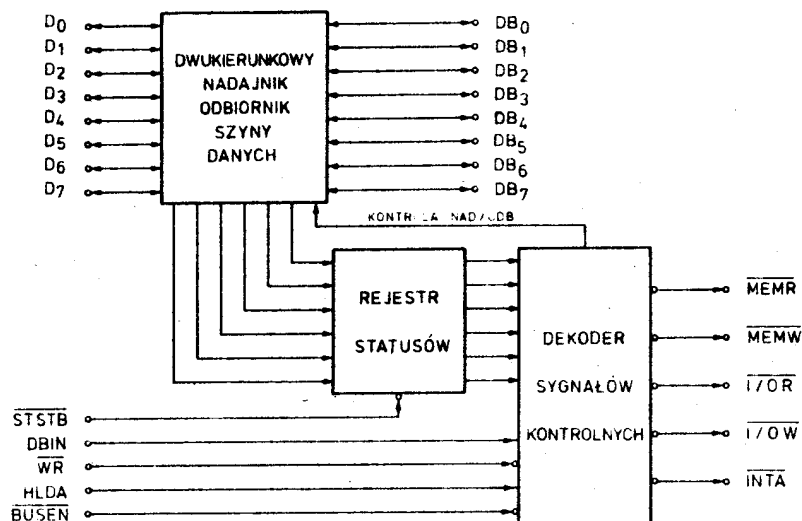 D0
D1
D2
D3
D4
D5
D6
D7
DWUKIERUNKOWY
NADAJNIK
ODBIORNIK
SZYNY
DANYCH
DB0
DB1
DB2
DB3
DB4
DB5
DB6
DB7
REJESTR
STATUSÓW
DEKODER
SYGNAŁÓW
KONTROLNYCH
STSTB
DBIN
WR
HLDA
BUSEN
MEMR
MEMW
I/OR
I/OW
INTA